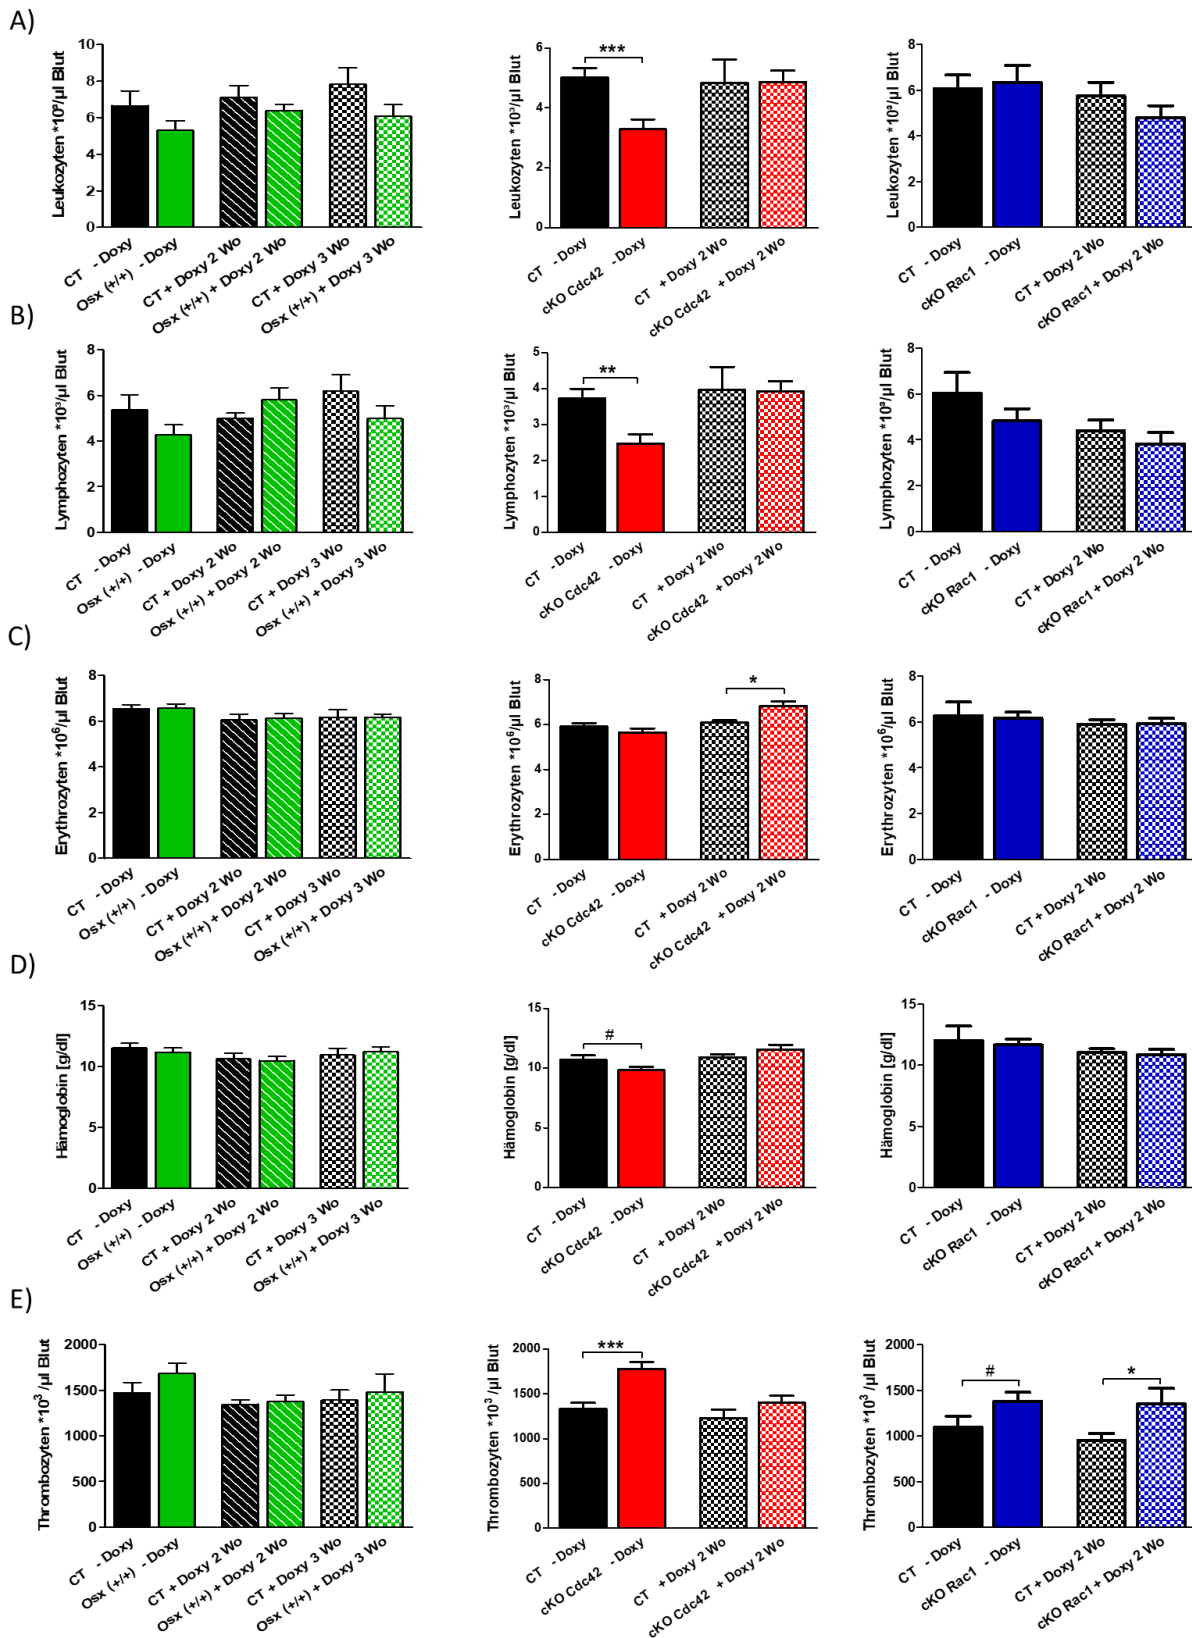 A)
Leukozyten *10³/µl Blut
10
8
6
4
2
0
CT - Doxy
Osx (+/+) - Doxy
CT + Doxy 2 Wo
Osx (+/+) + Doxy 2 Wo
CT + Doxy 3 Wo
Osx (+/+) + Doxy 3 Wo
Leukozyten *10³/µl Blut
6
4
2
0
***
CT - Doxy
cKO Cdc42 - Doxy
CT + Doxy 2 Wo
cKO Cdc42 + Doxy 2 Wo
Leukozyten *10³/µl Blut
8
6
4
2
0
CT - Doxy
cKO Rac1 - Doxy
CT + Doxy 2 Wo
cKO Rac1 + Doxy 2 Wo
B)
Lymphozyten *10³/µl Blut
8
6
4
2
0
CT - Doxy
Osx (+/+) - Doxy
CT + Doxy 2 Wo
Osx (+/+) + Doxy 2 Wo
CT + Doxy 3 Wo
Osx (+/+) + Doxy 3 Wo
Lymphozyten *10³/µl Blut
5
4
3
2
1
0
**
CT - Doxy
cKO Cdc42 - Doxy
CT + Doxy 2 Wo
cKO Cdc42 + Doxy 2 Wo
Lymphozyten *10³/µl Blut
8
6
4
2
0
CT - Doxy
cKO Rac1 - Doxy
CT + Doxy 2 Wo
cKO Rac1 + Doxy 2 Wo
C)
Erythrozyten *10⁶/µl Blut
8
6
4
2
0
CT - Doxy
Osx (+/+) - Doxy
CT + Doxy 2 Wo
Osx (+/+) + Doxy 2 Wo
CT + Doxy 3 Wo
Osx (+/+) + Doxy 3 Wo
Erythrozyten *10⁶/µl Blut
8
6
4
2
0
*
CT - Doxy
cKO Cdc42 - Doxy
CT + Doxy 2 Wo
cKO Cdc42 + Doxy 2 Wo
Erythrozyten *10⁶/µl Blut
8
6
4
2
0
CT - Doxy
cKO Rac1 - Doxy
CT + Doxy 2 Wo
cKO Rac1 + Doxy 2 Wo
D)
Hämoglobin [g/dl]
15
10
5
0
CT - Doxy
Osx (+/+) - Doxy
CT + Doxy 2 Wo
Osx (+/+) + Doxy 2 Wo
CT + Doxy 3 Wo
Osx (+/+) + Doxy 3 Wo
Hämoglobin [g/dl]
15
10
5
0
#
CT - Doxy
cKO Cdc42 - Doxy
CT + Doxy 2 Wo
cKO Cdc42 + Doxy 2 Wo
Hämoglobin [g/dl]
15
10
5
0
CT - Doxy
cKO Rac1 - Doxy
CT + Doxy 2 Wo
cKO Rac1 + Doxy 2 Wo
E)
Thrombozyten *10³ /µl Blut
2000
1500
1000
500
0
CT - Doxy
Osx (+/+) - Doxy
CT + Doxy 2 Wo
Osx (+/+) + Doxy 2 Wo
CT + Doxy 3 Wo
Osx (+/+) + Doxy 3 Wo
Thrombozyten *10³ /µl Blut
2000
1500
1000
500
0
***
CT - Doxy
cKO Cdc42 - Doxy
CT + Doxy 2 Wo
cKO Cdc42 + Doxy 2 Wo
Thrombozyten *10³ /µl Blut
2000
1500
1000
500
0
#
*
CT - Doxy
cKO Rac1 - Doxy
CT + Doxy 2 Wo
cKO Rac1 + Doxy 2 Wo